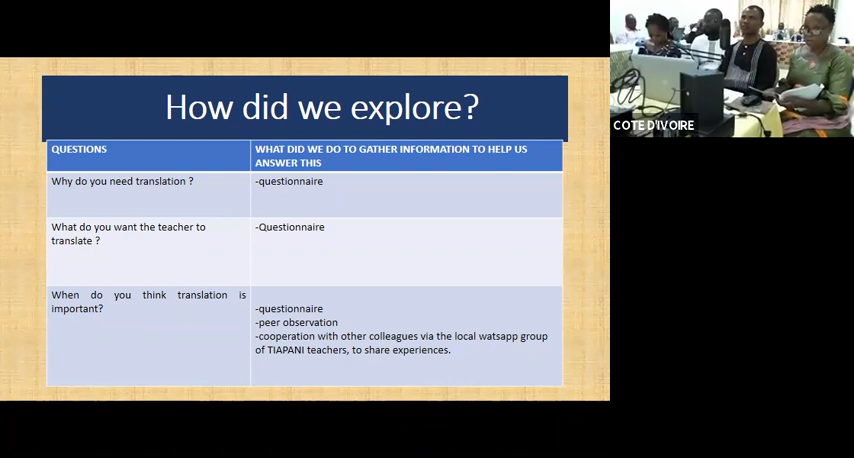 How did we explore?
QUESTIONS
WHAT DID WE DO TO GATHER INFORMATION TO HELP US
ANSWER THIS
Why do you need translation ?
-questionnaire
What do you want the teacher to
translate ?
-Questionnaire
When do you think translation is
important?
-questionnaire
-peer observation
-cooperation with other colleagues via the local watsapp group
of TIAPANI teachers, to share experiences.
COTE D'IVOIRE